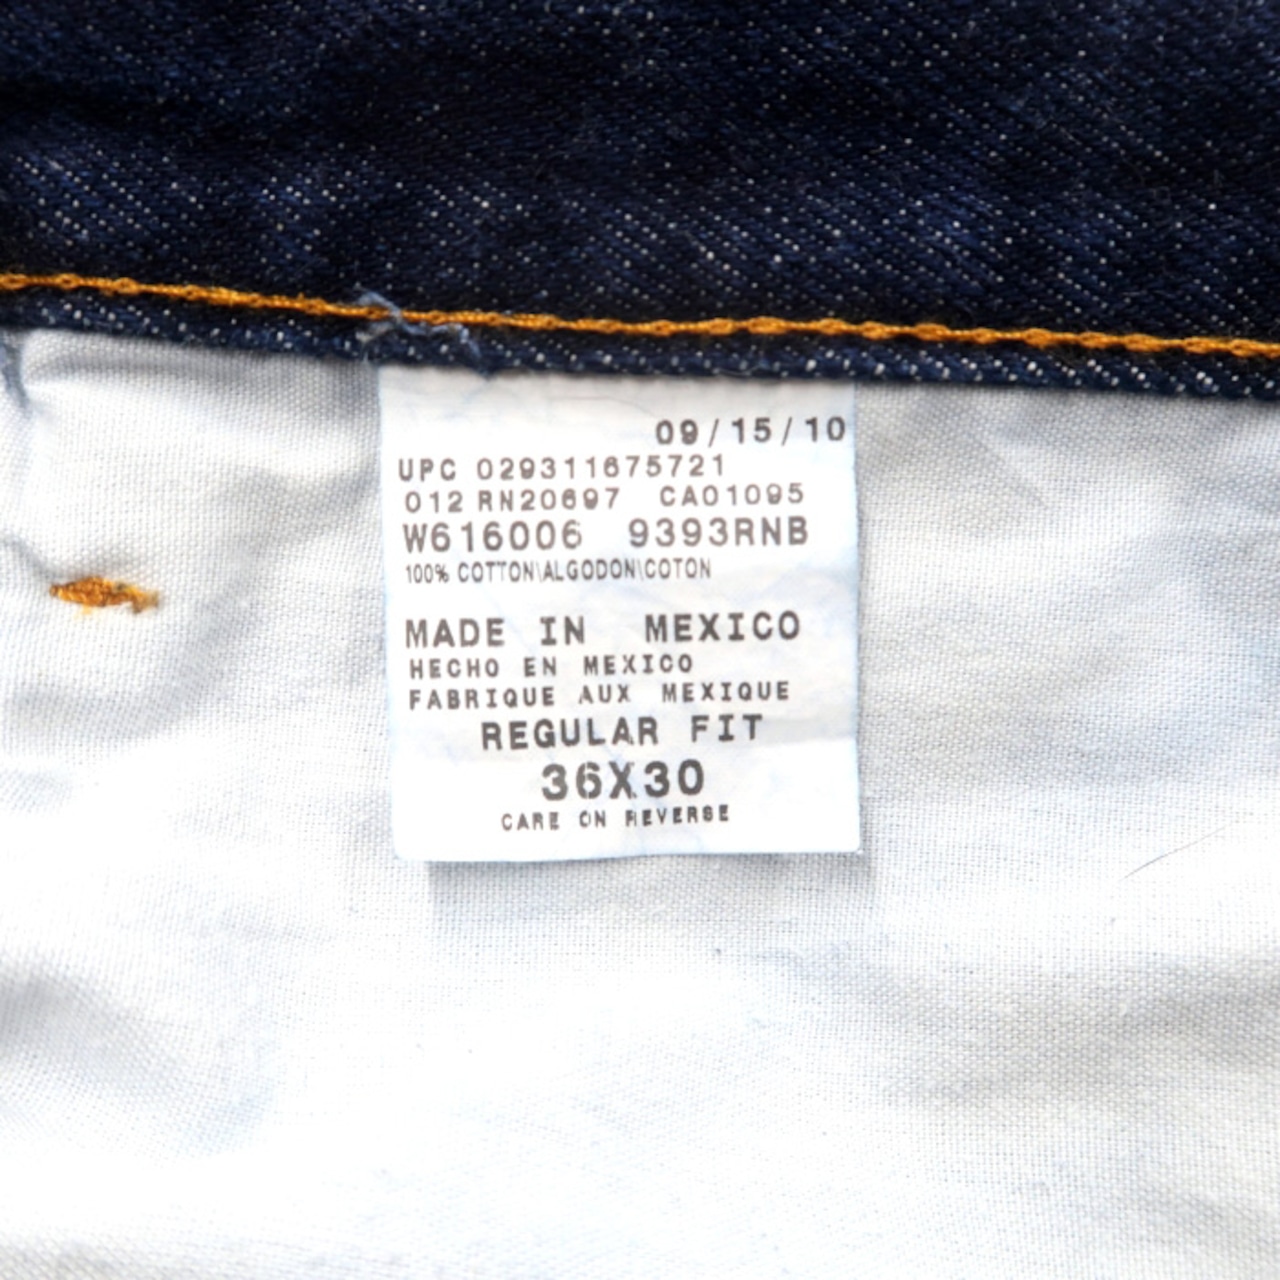 09/15/10
UPC 029311675721
012 RN20697 CA01095
W616006 9393RNB
100% COTTON\ALGODON\COTON
MADE IN MEXICO
HECHO EN MEXICO
FABRIQUE AUX MEXIQUE
REGULAR FIT
36X30
CARE ON REVERSE